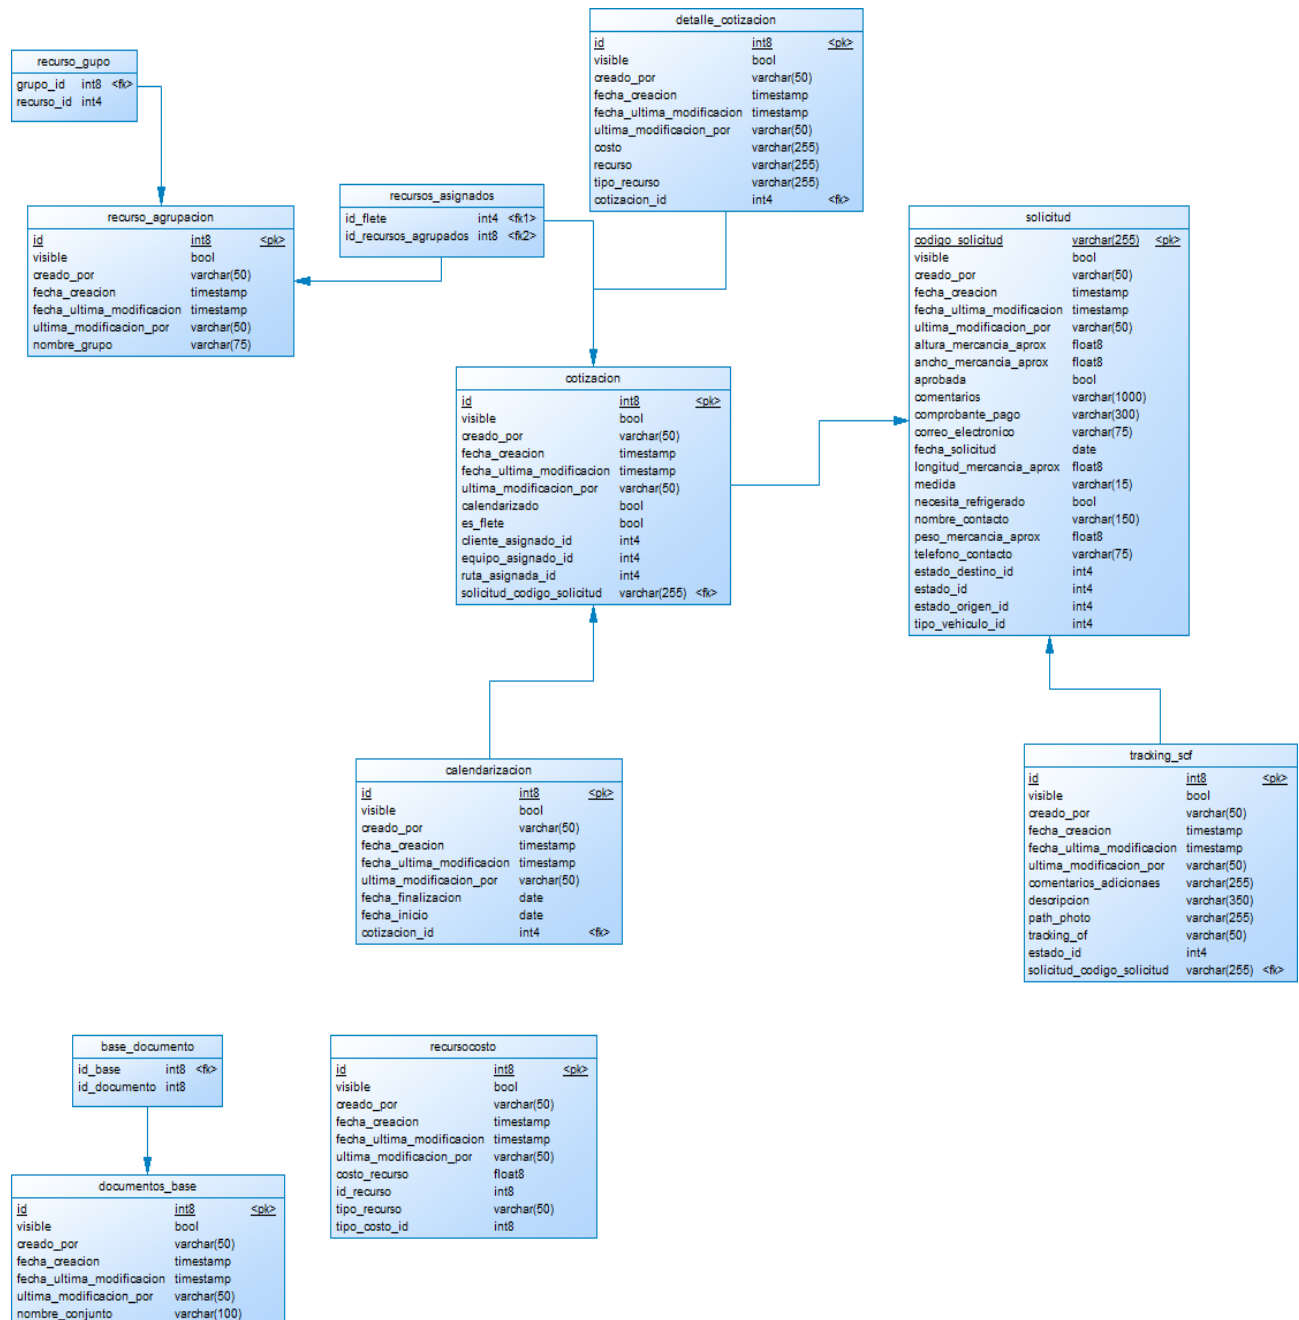 detalle_cotizacion
id int8 <pk>
visible bool
creado_por varchar(50)
fecha_creacion timestamp
fecha_ultima_modificacion timestamp
ultima_modificacion_por varchar(50)
costo varchar(255)
recurso varchar(255)
tipo_recurso varchar(255)
cotizacion_id int4 <fk>
recurso_gupo
grupo_id int8 <fk>
recurso_id int4
recursos_asignados
id_flete int4 <fk1>
id_recursos_agrupados int8 <fk2>
recurso_agrupacion
id int8 <pk>
visible bool
creado_por varchar(50)
fecha_creacion timestamp
fecha_ultima_modificacion timestamp
ultima_modificacion_por varchar(50)
nombre_grupo varchar(75)
solicitud
codigo_solicitud varchar(255) <pk>
visible bool
creado_por varchar(50)
fecha_creacion timestamp
fecha_ultima_modificacion timestamp
ultima_modificacion_por varchar(50)
altura_mercancia_aprox float8
ancho_mercancia_aprox float8
aprobada bool
comentarios varchar(1000)
comprobante_pago varchar(300)
correo_electronico varchar(75)
fecha_solicitud date
longitud_mercancia_aprox float8
medida varchar(15)
necesita_refrigerado bool
nombre_contacto varchar(150)
peso_mercancia_aprox float8
telefono_contacto varchar(75)
estado_destino_id int4
estado_id int4
estado_origen_id int4
tipo_vehiculo_id int4
cotizacion
id int8 <pk>
visible bool
creado_por varchar(50)
fecha_creacion timestamp
fecha_ultima_modificacion timestamp
ultima_modificacion_por varchar(50)
calendarizado bool
es_flete bool
cliente_asignado_id int4
equipo_asignado_id int4
ruta_asignada_id int4
solicitud_codigo_solicitud varchar(255) <fk>
calendarizacion
id int8 <pk>
visible bool
creado_por varchar(50)
fecha_creacion timestamp
fecha_ultima_modificacion timestamp
ultima_modificacion_por varchar(50)
fecha_finalizacion date
fecha_inicio date
cotizacion_id int4 <fk>
tracking_scf
id int8 <pk>
visible bool
creado_por varchar(50)
fecha_creacion timestamp
fecha_ultima_modificacion timestamp
ultima_modificacion_por varchar(50)
comentarios_adicionaes varchar(255)
descripcion varchar(350)
path_photo varchar(255)
tracking_of varchar(50)
estado_id int4
solicitud_codigo_solicitud varchar(255) <fk>
base_documento
id_base int8 <fk>
id_documento int8
recursocosto
id int8 <pk>
visible bool
creado_por varchar(50)
fecha_creacion timestamp
fecha_ultima_modificacion timestamp
ultima_modificacion_por varchar(50)
costo_recurso float8
id_recurso int8
tipo_recurso varchar(50)
tipo_costo_id int8
documentos_base
id int8 <pk>
visible bool
creado_por varchar(50)
fecha_creacion timestamp
fecha_ultima_modificacion timestamp
ultima_modificacion_por varchar(50)
nombre_conjunto varchar(100)